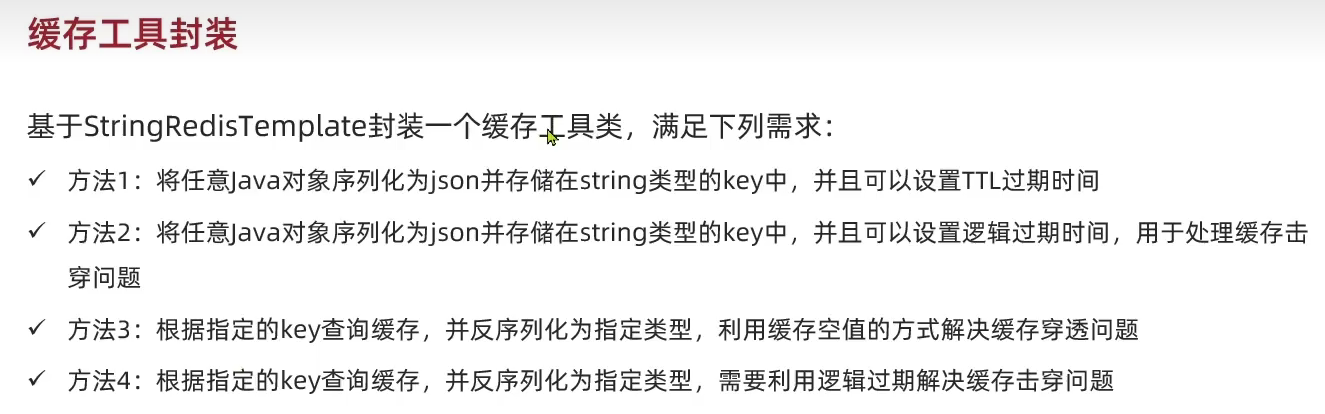 缓存工具封装
基于StringRedisTemplate封装一个缓存工具类，满足下列需求：
✓ 方法1：将任意Java对象序列化为json并存储在string类型的key中，并且可以设置TTL过期时间
✓ 方法2：将任意Java对象序列化为json并存储在string类型的key中，并且可以设置逻辑过期时间，用于处理缓存击
穿问题
✓ 方法3：根据指定的key查询缓存，并反序列化为指定类型，利用缓存空值的方式解决缓存穿透问题
✓ 方法4：根据指定的key查询缓存，并反序列化为指定类型，需要利用逻辑过期解决缓存击穿问题